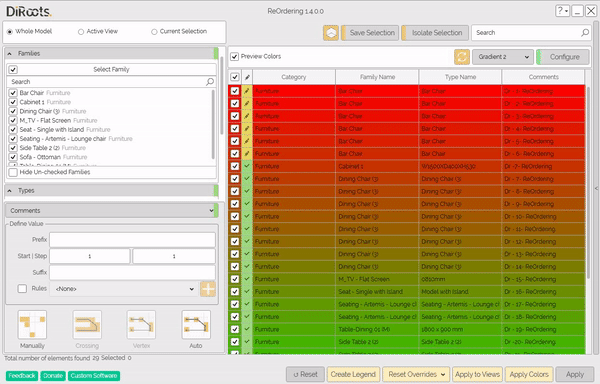 DiRoots.
ReOrdering 1.4.0.0
?
Whole Model
Active View
Current Selection
Save Selection
Isolate Selection
Search
Families
Select Family
Search
Bar Chair Furniture
Cabinet 1 Furniture
Dining Chair (3) Furniture
M_TV - Flat Screen Furniture
Seat - Single with Island Furniture
Seating - Artemis - Lounge chair Furniture
Side Table 2 (2) Furniture
Sofa - Ottoman Furniture
Hide Un-checked Families
Types
Comments
Define Value
Prefix
Start | Step 1 1
Suffix
Rules <None>
Manually
Crossing
Vertex
Auto
Preview Colors
Gradient 2
Configure
Category Family Name Type Name Comments
Furniture Bar Chair Bar Chair Dr - 1- ReOrdering
Furniture Bar Chair Bar Chair Dr - 2- ReOrdering
Furniture Bar Chair Bar Chair Dr - 3- ReOrdering
Furniture Bar Chair Bar Chair Dr - 4- ReOrdering
Furniture Bar Chair Bar Chair Dr - 5- ReOrdering
Furniture Bar Chair Bar Chair Dr - 6- ReOrdering
Furniture Cabinet 1 Dr -7- ReOrdering
Furniture Dining Chair (3) Dining Chair (3) Dr - 7- ReOrdering
Furniture Dining Chair (3) Dining Chair (3) Dr - 8- ReOrdering
Furniture Dining Chair (3) Dining Chair (3) Dr - 9- ReOrdering
Furniture Dining Chair (3) Dining Chair (3) Dr - 10- ReOrdering
Furniture Dining Chair (3) Dining Chair (3) Dr - 11- ReOrdering
Furniture Dining Chair (3) Dining Chair (3) Dr - 12- ReOrdering
Furniture Dining Chair (3) Dining Chair (3) Dr - 13- ReOrdering
Furniture Dining Chair (3) Dining Chair (3) Dr - 14- ReOrdering
Furniture M_TV - Flat Screen Dr - 15- ReOrdering
Furniture Seat - Single with Island Model with Island Dr - 16- ReOrdering
Furniture Seating - Artemis - Lounge ch Seating - Artemis - Lounge c Dr - 17- ReOrdering
Furniture Seating - Artemis - Lounge ch Seating - Artemis - Lounge c Dr - 18- ReOrdering
Furniture Table-Dining (1 (M) 1800 x 900 mm Dr - 19- ReOrdering
Furniture Side Table 2 (2) Side Table 2 (2) Dr - 20- ReOrdering
Total number of elements found 29 Selected 0
Feedback
Donate
Custom Software
Reset
Create Legend
Reset Overrides
Apply to Views
Apply Colors
Apply